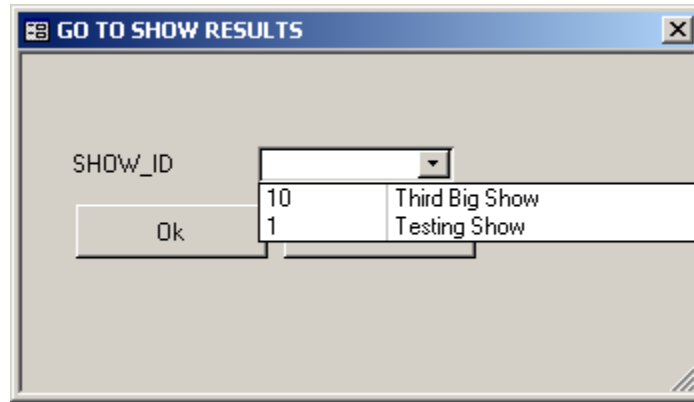 GO TO SHOW RESULTS
SHOW_ID
10 Third Big Show
1 Testing Show
Ok